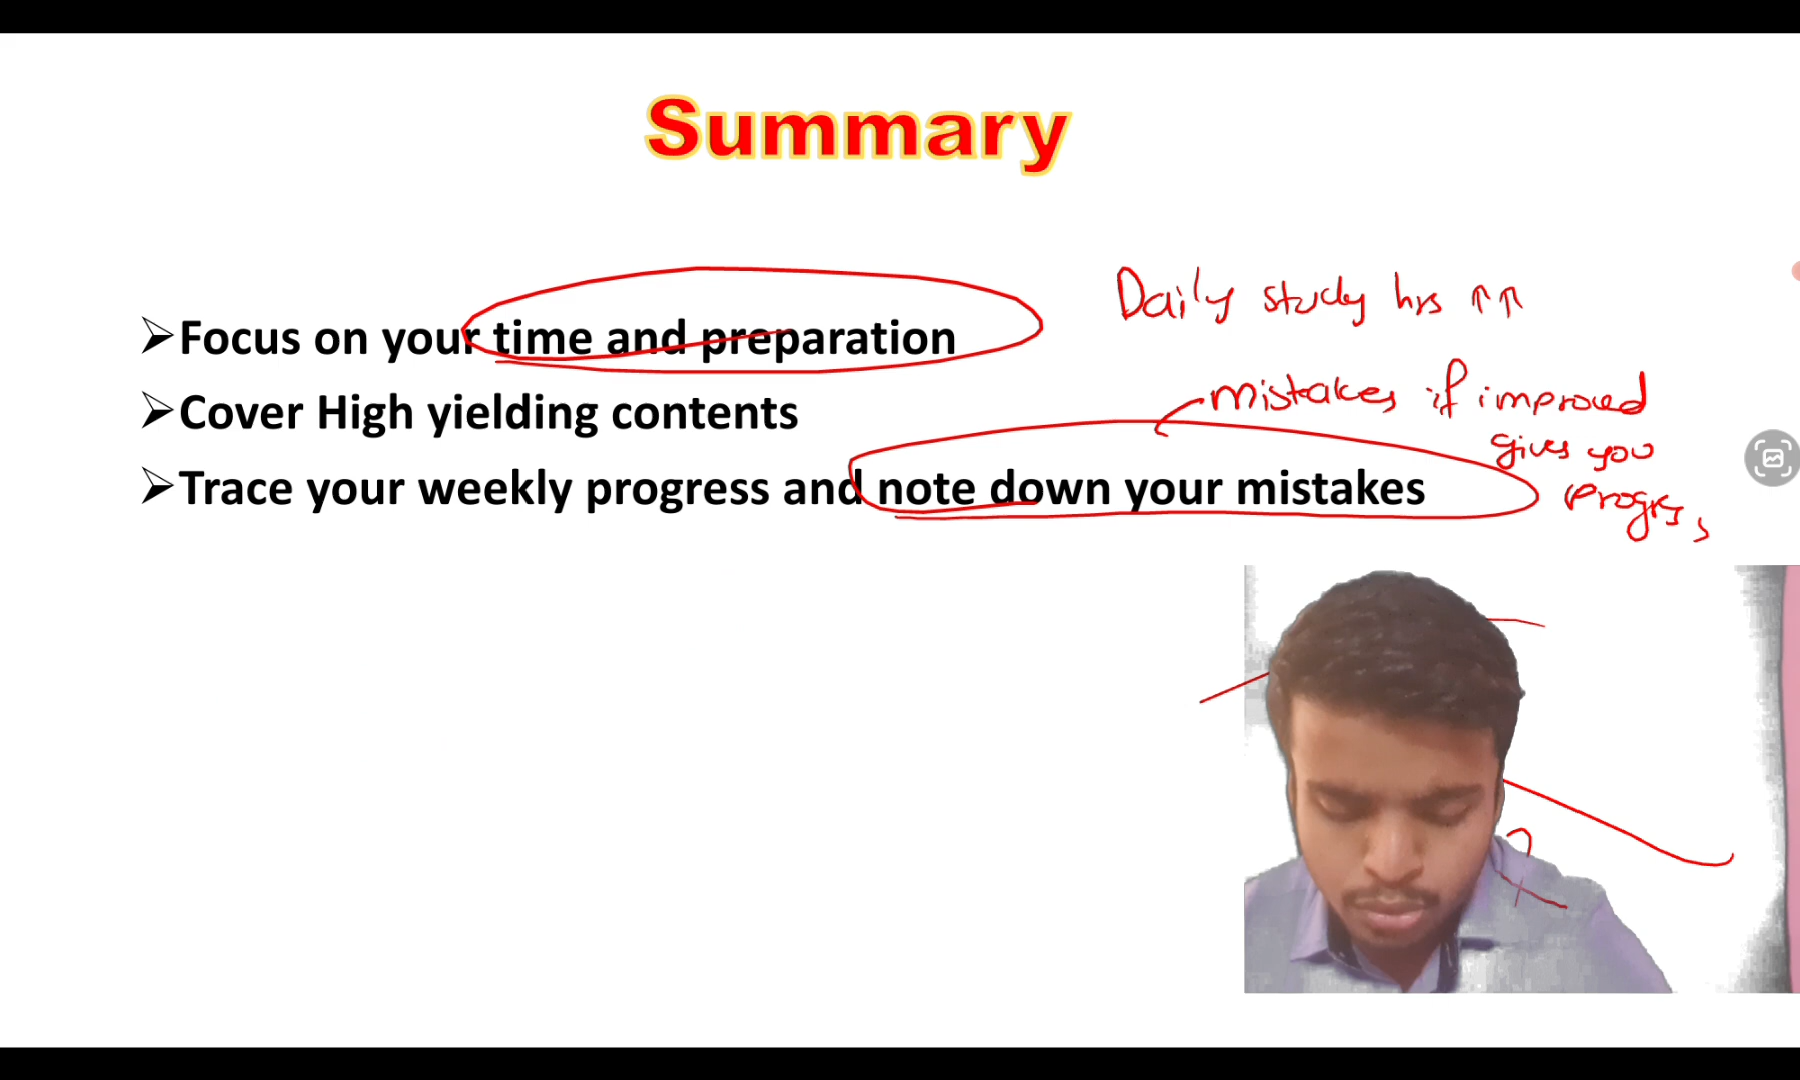 Summary
➢Focus on your time and preparation
Daily study hrs ↑↑
➢Cover High yielding contents
mistakes if improved
gives you
progress
➢Trace your weekly progress and note down your mistakes